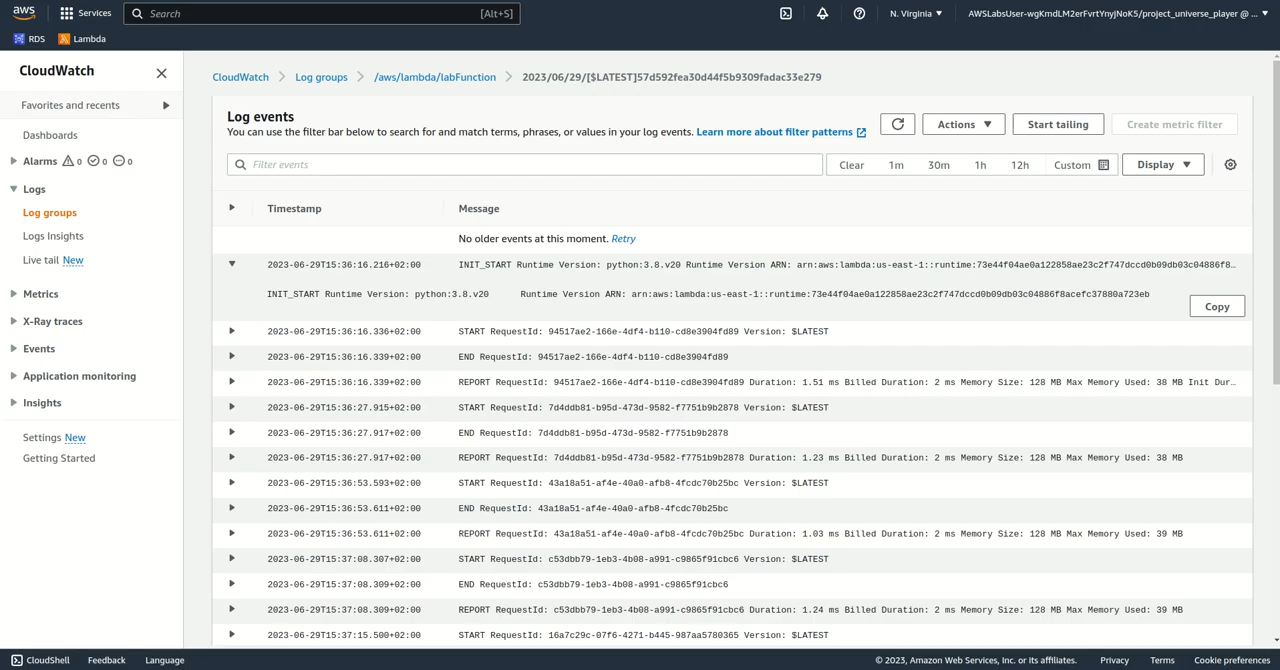 aws Services Search [Alt+S] N. Virginia ▼ AWSLabsUser-wgKmdLM2erFvrtYnyjNoK5/project_universe_player @ ... ▼
RDS Lambda
CloudWatch
Favorites and recents
Dashboards
Alarms 0 0 0
Logs
Log groups
Logs Insights
Live tail New
Metrics
X-Ray traces
Events
Application monitoring
Insights
Settings New
Getting Started
CloudWatch > Log groups > /aws/lambda/labFunction > 2023/06/29/[$LATEST]57d592fea30d44f5b9309fadac33e279
Log events
You can use the filter bar below to search for and match terms, phrases, or values in your log events. Learn more about filter patterns
Actions ▼ Start tailing Create metric filter
Filter events Clear 1m 30m 1h 12h Custom Display ▼
Timestamp Message
No older events at this moment. Retry
2023-06-29T15:36:16.216+02:00 INIT_START Runtime Version: python:3.8.v20 Runtime Version ARN: arn:aws:lambda:us-east-1::runtime:73e44f04ae0a122858ae23c2f747dccd0b09db03c04886f8…
INIT_START Runtime Version: python:3.8.v20 Runtime Version ARN: arn:aws:lambda:us-east-1::runtime:73e44f04ae0a122858ae23c2f747dccd0b09db03c04886f8acefc37880a723eb
Copy
2023-06-29T15:36:16.336+02:00 START RequestId: 94517ae2-166e-4df4-b110-cd8e3904fd89 Version: $LATEST
2023-06-29T15:36:16.339+02:00 END RequestId: 94517ae2-166e-4df4-b110-cd8e3904fd89
2023-06-29T15:36:16.339+02:00 REPORT RequestId: 94517ae2-166e-4df4-b110-cd8e3904fd89 Duration: 1.51 ms Billed Duration: 2 ms Memory Size: 128 MB Max Memory Used: 38 MB Init Dur…
2023-06-29T15:36:27.915+02:00 START RequestId: 7d4ddb81-b95d-473d-9582-f7751b9b2878 Version: $LATEST
2023-06-29T15:36:27.917+02:00 END RequestId: 7d4ddb81-b95d-473d-9582-f7751b9b2878
2023-06-29T15:36:27.917+02:00 REPORT RequestId: 7d4ddb81-b95d-473d-9582-f7751b9b2878 Duration: 1.23 ms Billed Duration: 2 ms Memory Size: 128 MB Max Memory Used: 38 MB
2023-06-29T15:36:53.593+02:00 START RequestId: 43a18a51-af4e-40a0-afb8-4fcdc70b25bc Version: $LATEST
2023-06-29T15:36:53.611+02:00 END RequestId: 43a18a51-af4e-40a0-afb8-4fcdc70b25bc
2023-06-29T15:36:53.611+02:00 REPORT RequestId: 43a18a51-af4e-40a0-afb8-4fcdc70b25bc Duration: 1.03 ms Billed Duration: 2 ms Memory Size: 128 MB Max Memory Used: 39 MB
2023-06-29T15:37:08.307+02:00 START RequestId: c53dbb79-1eb3-4b08-a991-c9865f91cbc6 Version: $LATEST
2023-06-29T15:37:08.309+02:00 END RequestId: c53dbb79-1eb3-4b08-a991-c9865f91cbc6
2023-06-29T15:37:08.309+02:00 REPORT RequestId: c53dbb79-1eb3-4b08-a991-c9865f91cbc6 Duration: 1.24 ms Billed Duration: 2 ms Memory Size: 128 MB Max Memory Used: 39 MB
2023-06-29T15:37:15.500+02:00 START RequestId: 16a7c29c-07f6-4271-b445-987aa5780365 Version: $LATEST
CloudShell Feedback Language © 2023, Amazon Web Services, Inc. or its affiliates. Privacy Terms Cookie preferences